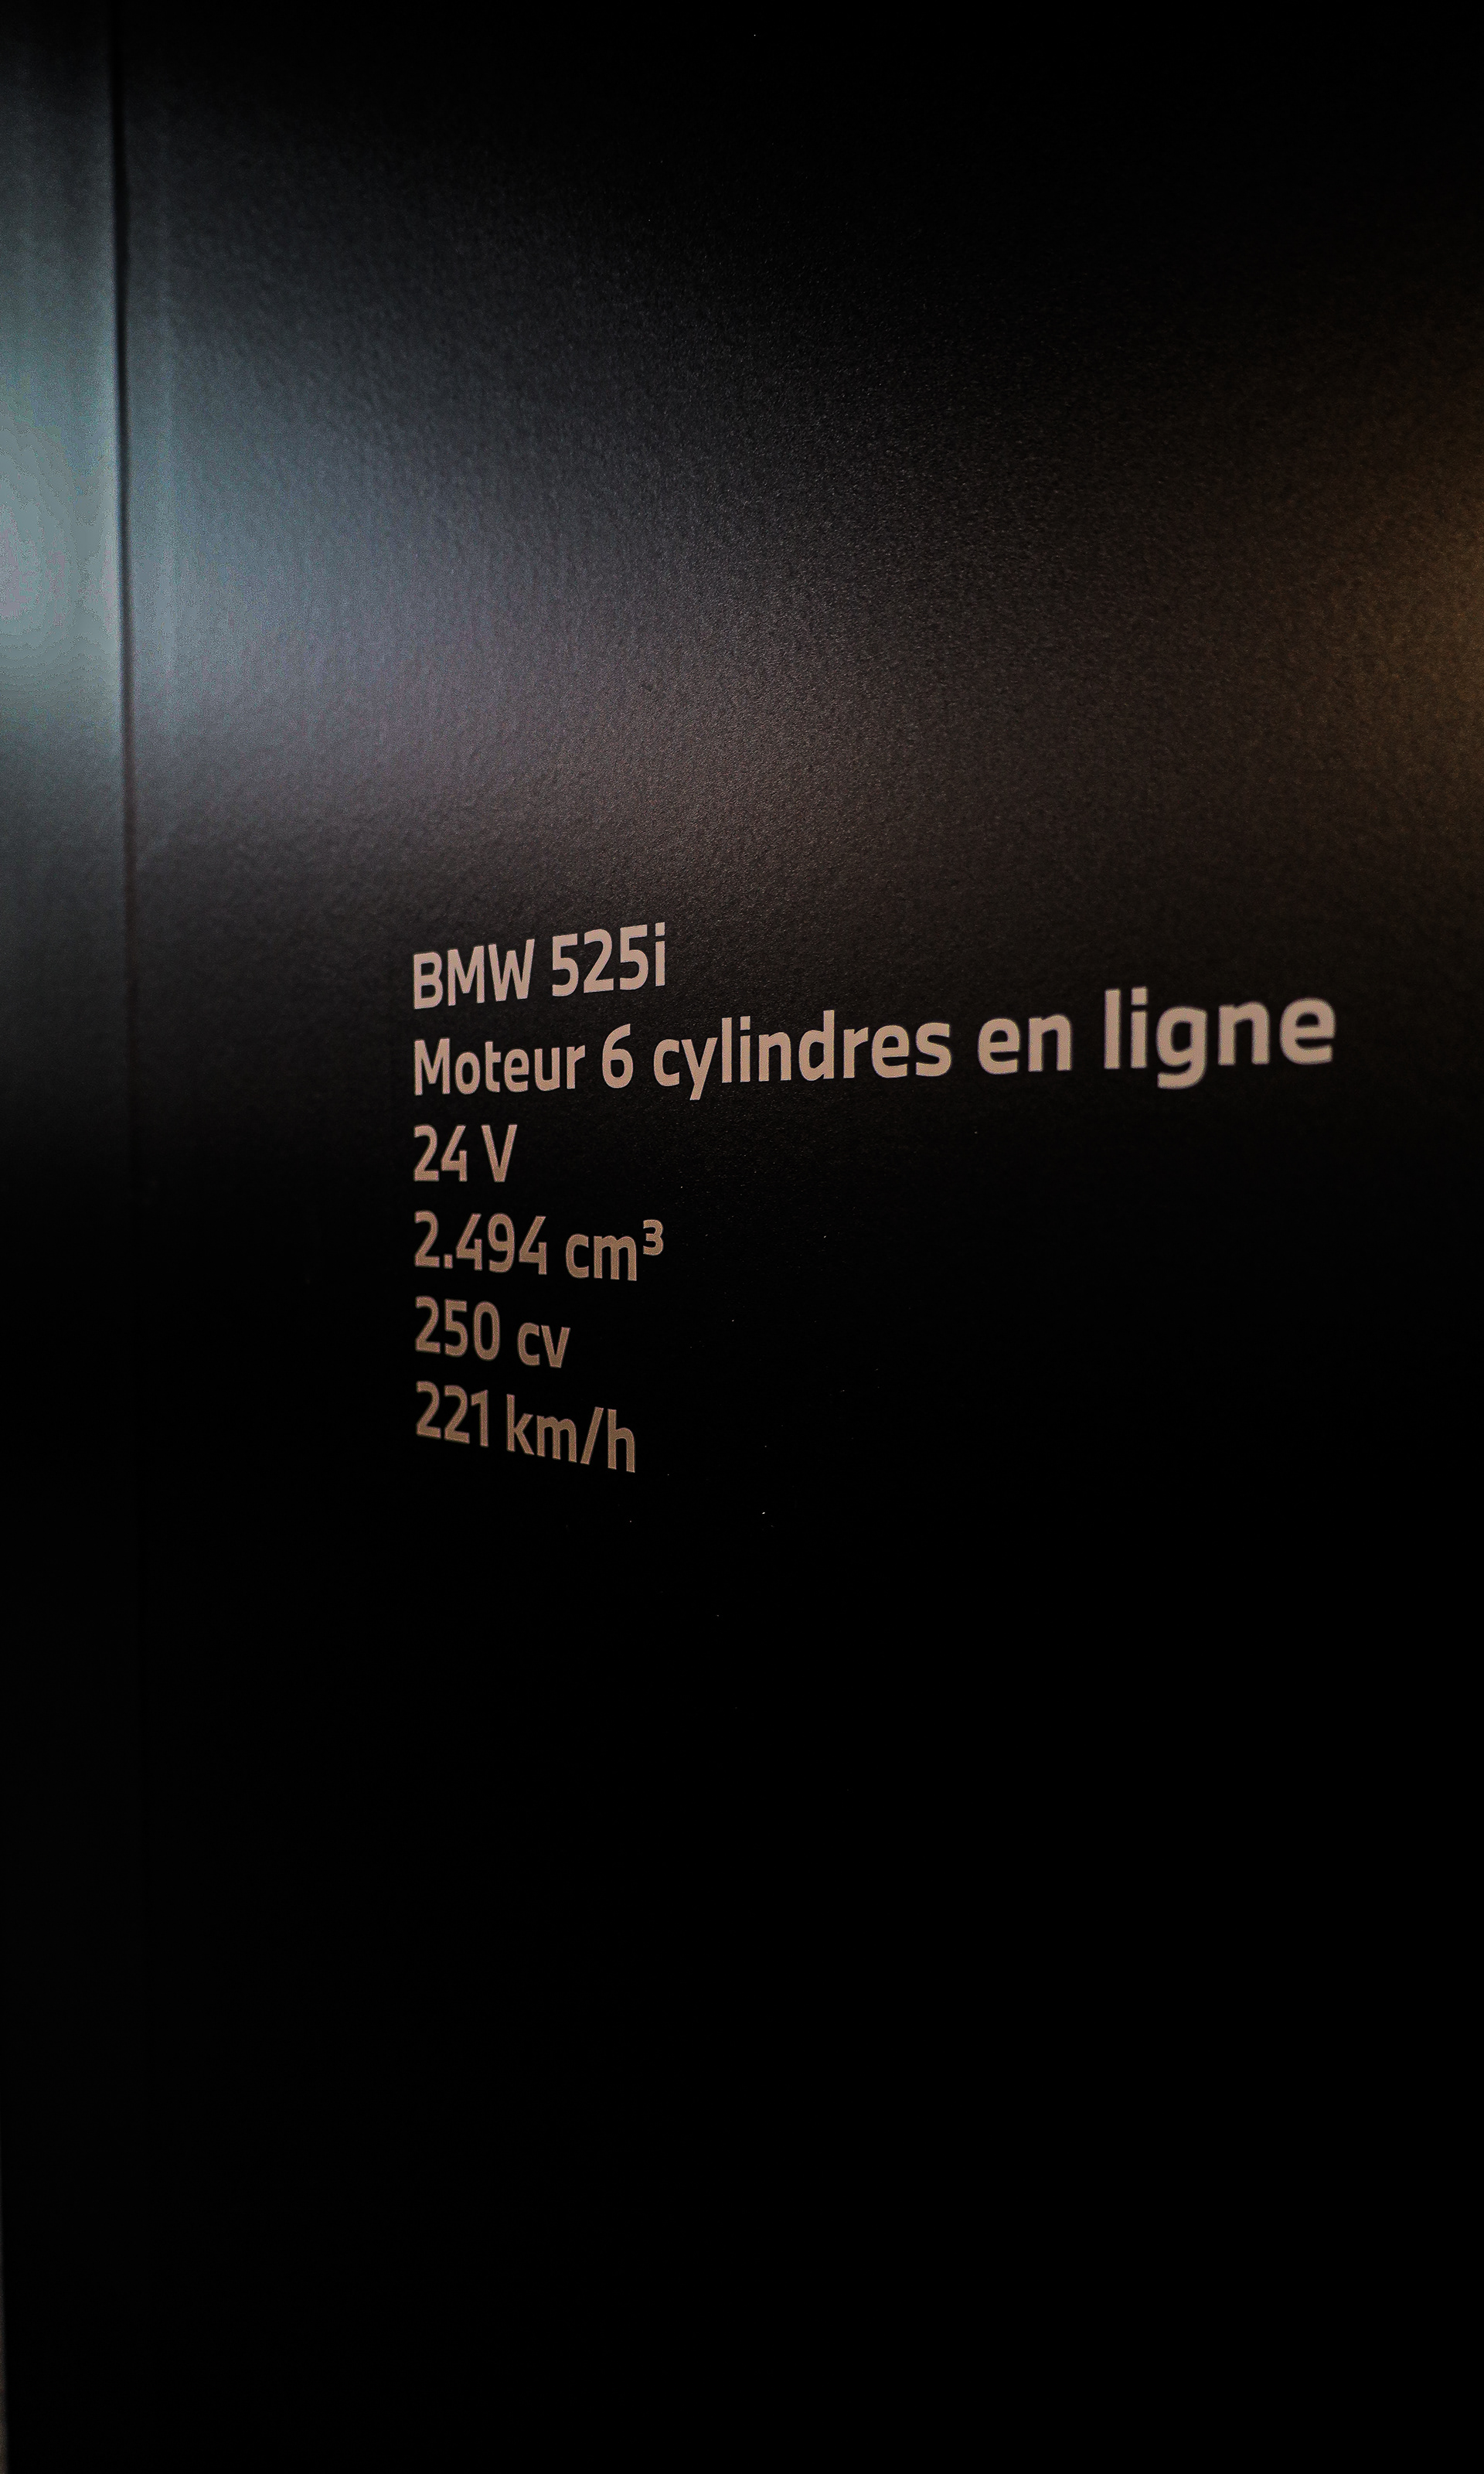 BMW 525i
Moteur 6 cylindres en ligne
24 V
2.494 cm³
250 cv
221 km/h